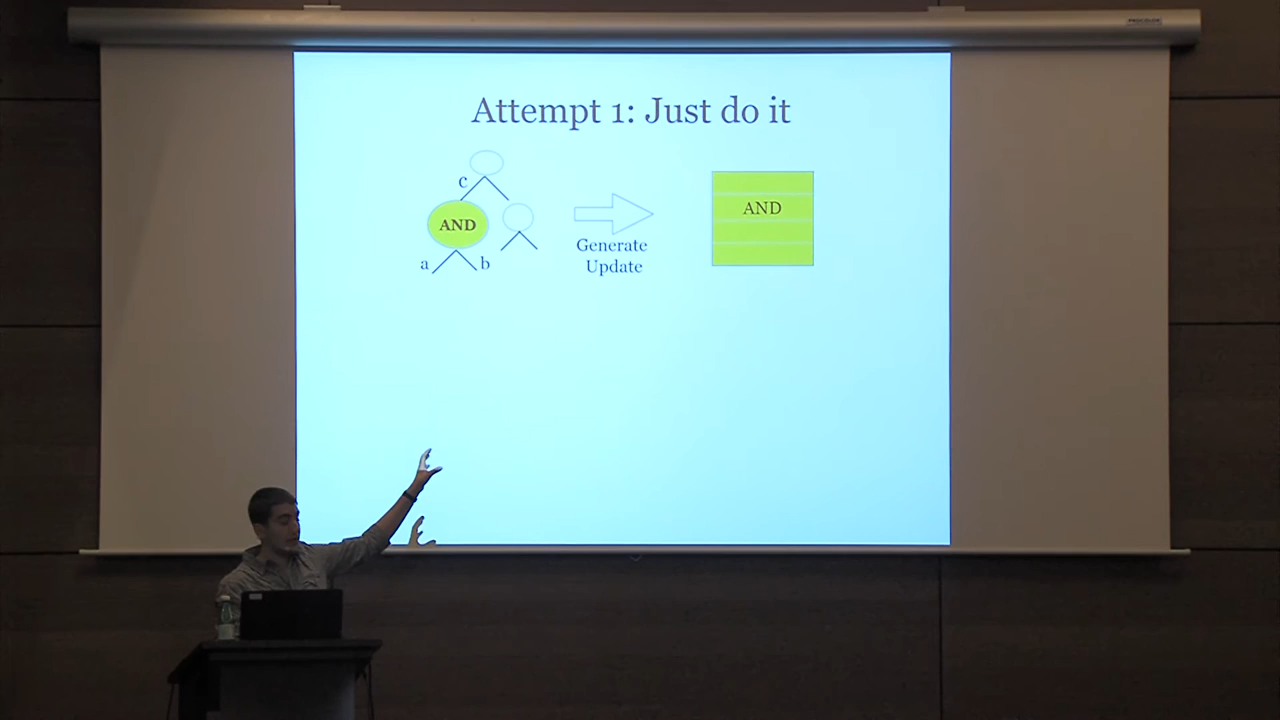 Attempt 1: Just do it
c
AND
a
b
Generate
Update
AND